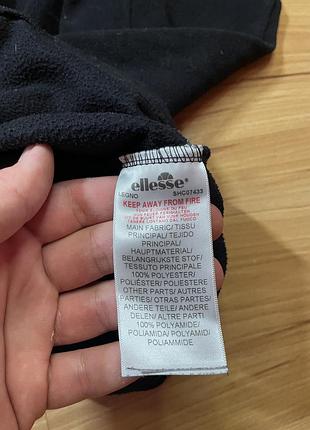 ellesse
LEGNO SHC07433
KEEP AWAY FROM FIRE
MAIN FABRIC/ TISSU
PRINCIPAL/ TEJIDO
PRINCIPAL/
HAUPTMATERIAL/
BELANGRIJKSTE STOF/
TESSUTO PRINCIPALE
100% POLYESTER/
POLIÉSTER/ POLIESTERE
OTHER PARTS/ AUTRES
PARTIES/ OTRAS PARTES/
ANDERE TEILE/ ANDERE
DELEN/ ALTRE PARTI
100% POLYAMIDE/
POLIAMIDA/ POLYAMID/
POLIAMMIDE